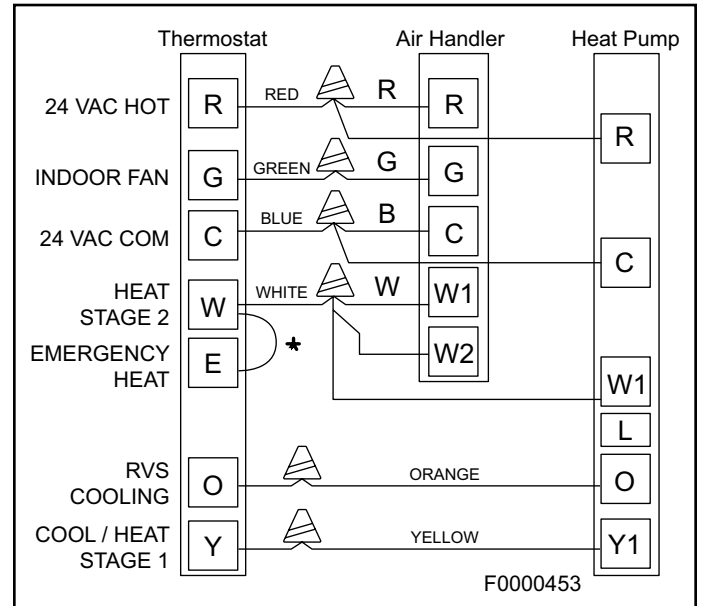 Thermostat Air Handler Heat Pump
24 VAC HOT R RED R R
R
INDOOR FAN G GREEN G G
24 VAC COM C BLUE B C
C
HEAT
STAGE 2 W WHITE W W1
EMERGENCY
HEAT E * W2
W1
L
RVS
COOLING O ORANGE O
COOL / HEAT
STAGE 1 Y YELLOW Y1
F0000453